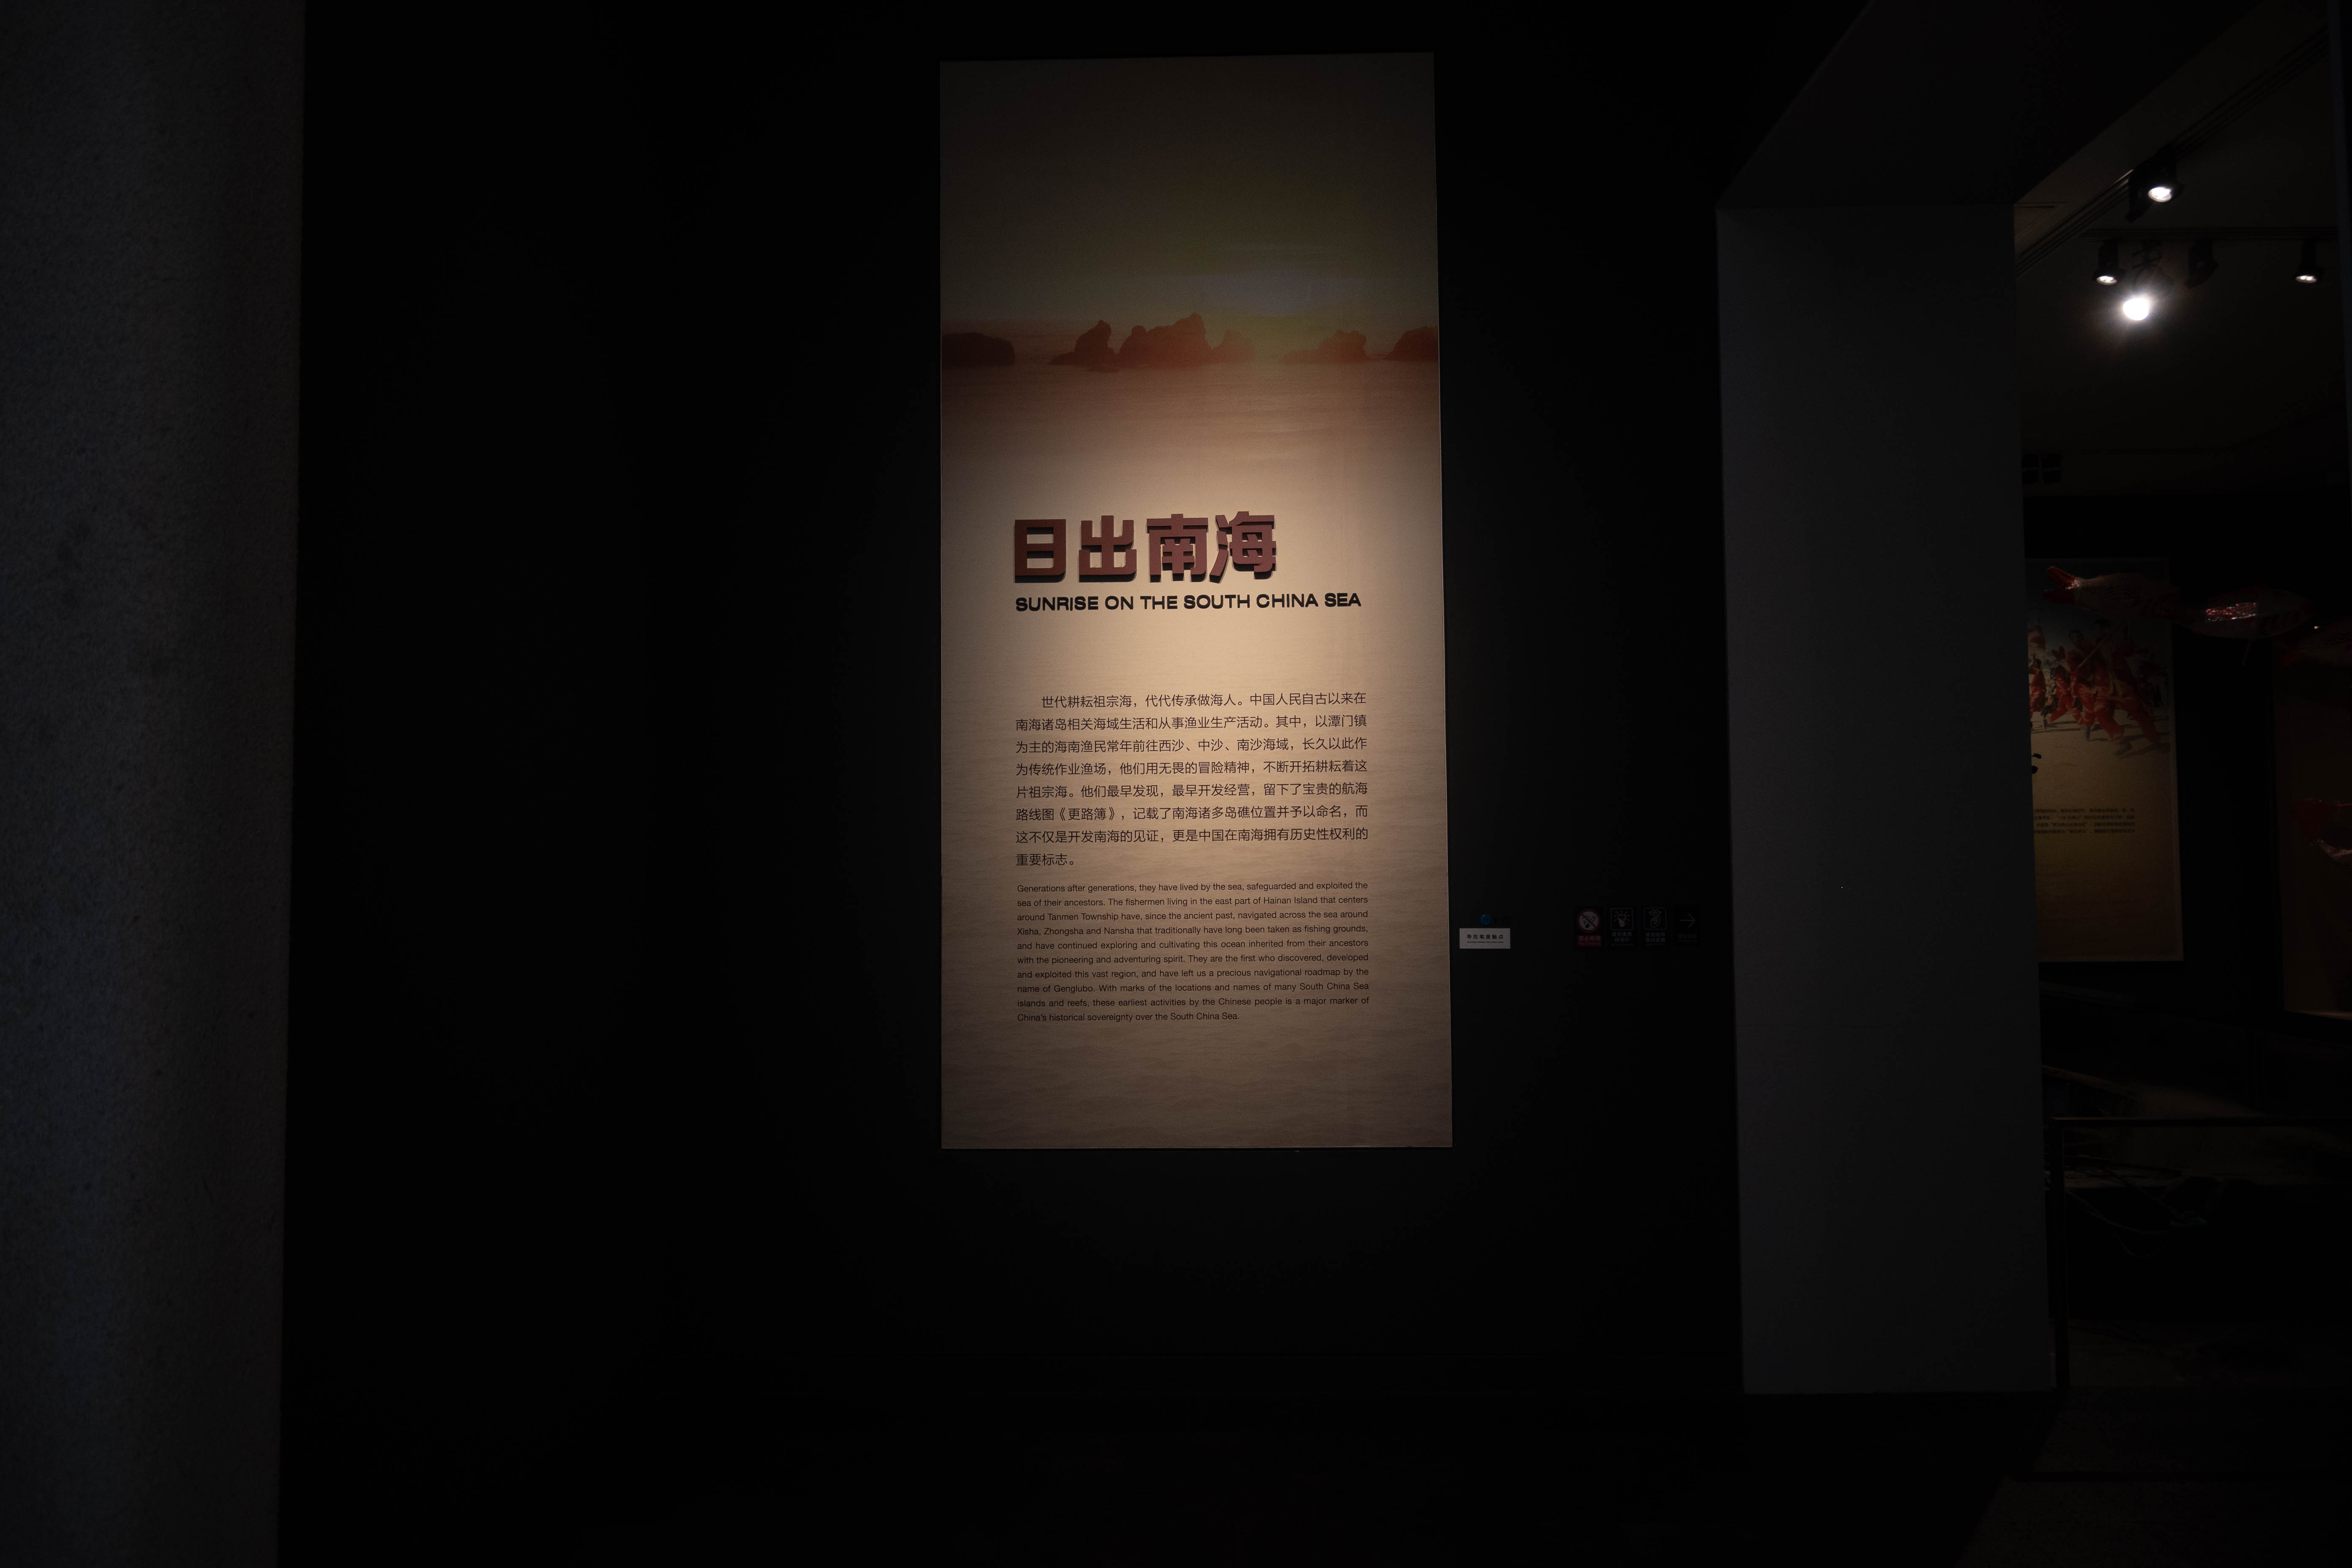 日出南海
SUNRISE ON THE SOUTH CHINA SEA
世代耕耘祖宗海，代代传承做海人。中国人民自古以来在
南海诸岛相关海域生活和从事渔业生产活动。其中，以潭门镇
为主的海南渔民常年前往西沙、中沙、南沙海域，长久以此作
为传统作业渔场，他们用无畏的冒险精神，不断开拓耕耘着这
片祖宗海。他们最早发现，最早开发经营，留下了宝贵的航海
路线图《更路簿》，记载了南海诸多岛礁位置并予以命名，而
这不仅是开发南海的见证，更是中国在南海拥有历史性权利的
重要标志。
Generations after generations, they have lived by the sea, safeguarded and exploited the
sea of their ancestors. The fishermen living in the east part of Hainan Island that centers
around Tanmen Township have, since the ancient past, navigated across the sea around
Xisha, Zhongsha and Nansha that traditionally have long been taken as fishing grounds,
and have continued exploring and cultivating this ocean inherited from their ancestors
with the pioneering and adventuring spirit. They are the first who discovered, developed
and exploited this vast region, and have left us a precious navigational roadmap by the
name of Genglubo. With marks of the locations and names of many South China Sea
islands and reefs, these earliest activities by the Chinese people is a major marker of
China's historical sovereignty over the South China Sea.